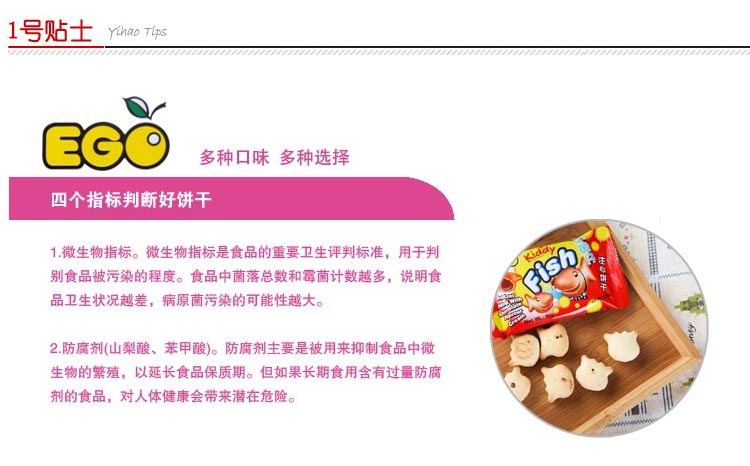 1号贴士 Yihao Tips
EGO
多种口味 多种选择
四个指标判断好饼干
1.微生物指标。微生物指标是食品的重要卫生评判标准，用于判
别食品被污染的程度。食品中菌落总数和霉菌计数越多，说明食
品卫生状况越差，病原菌污染的可能性越大。
2.防腐剂(山梨酸、苯甲酸)。防腐剂主要是被用来抑制食品中微
生物的繁殖，以延长食品保质期。但如果长期食用含有过量防腐
剂的食品，对人体健康会带来潜在危险。
Kiddy
Fish